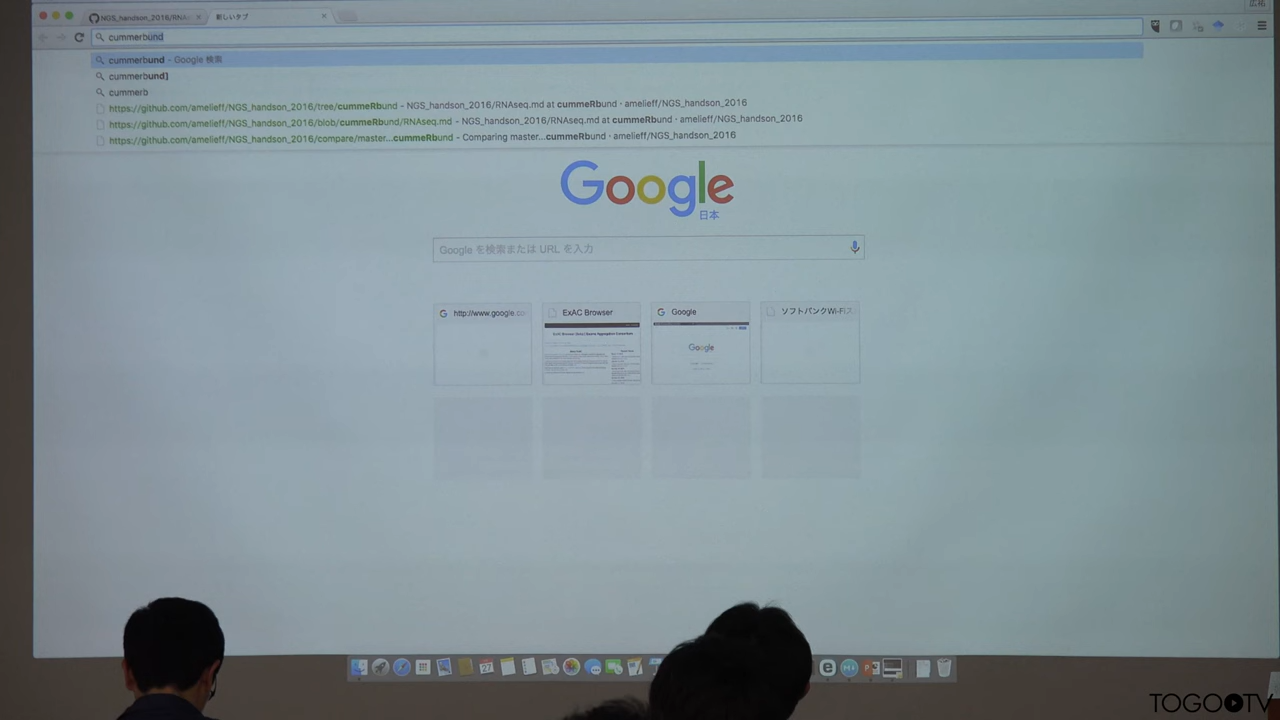 広拓
NGS_handson_2016/RNA
新しいタブ
cummerbund
cummerbund - Google 検索
cummerbund]
cummerb
https://github.com/amelieff/NGS_handson_2016/tree/cummeRbund - NGS_handson_2016/RNAseq.md at cummeRbund · amelieff/NGS_handson_2016
https://github.com/amelieff/NGS_handson_2016/blob/cummeRbund/RNAseq.md - NGS_handson_2016/RNAseq.md at cummeRbund · amelieff/NGS_handson_2016
https://github.com/amelieff/NGS_handson_2016/compare/master...cummeRbund - Comparing master...cummeRbund · amelieff/NGS_handson_2016
Google
日本
Google を検索または URL を入力
http://www.google.co
ExAC Browser
Google
ソフトバンクWi-Fiス
Google
27
TOGOTV